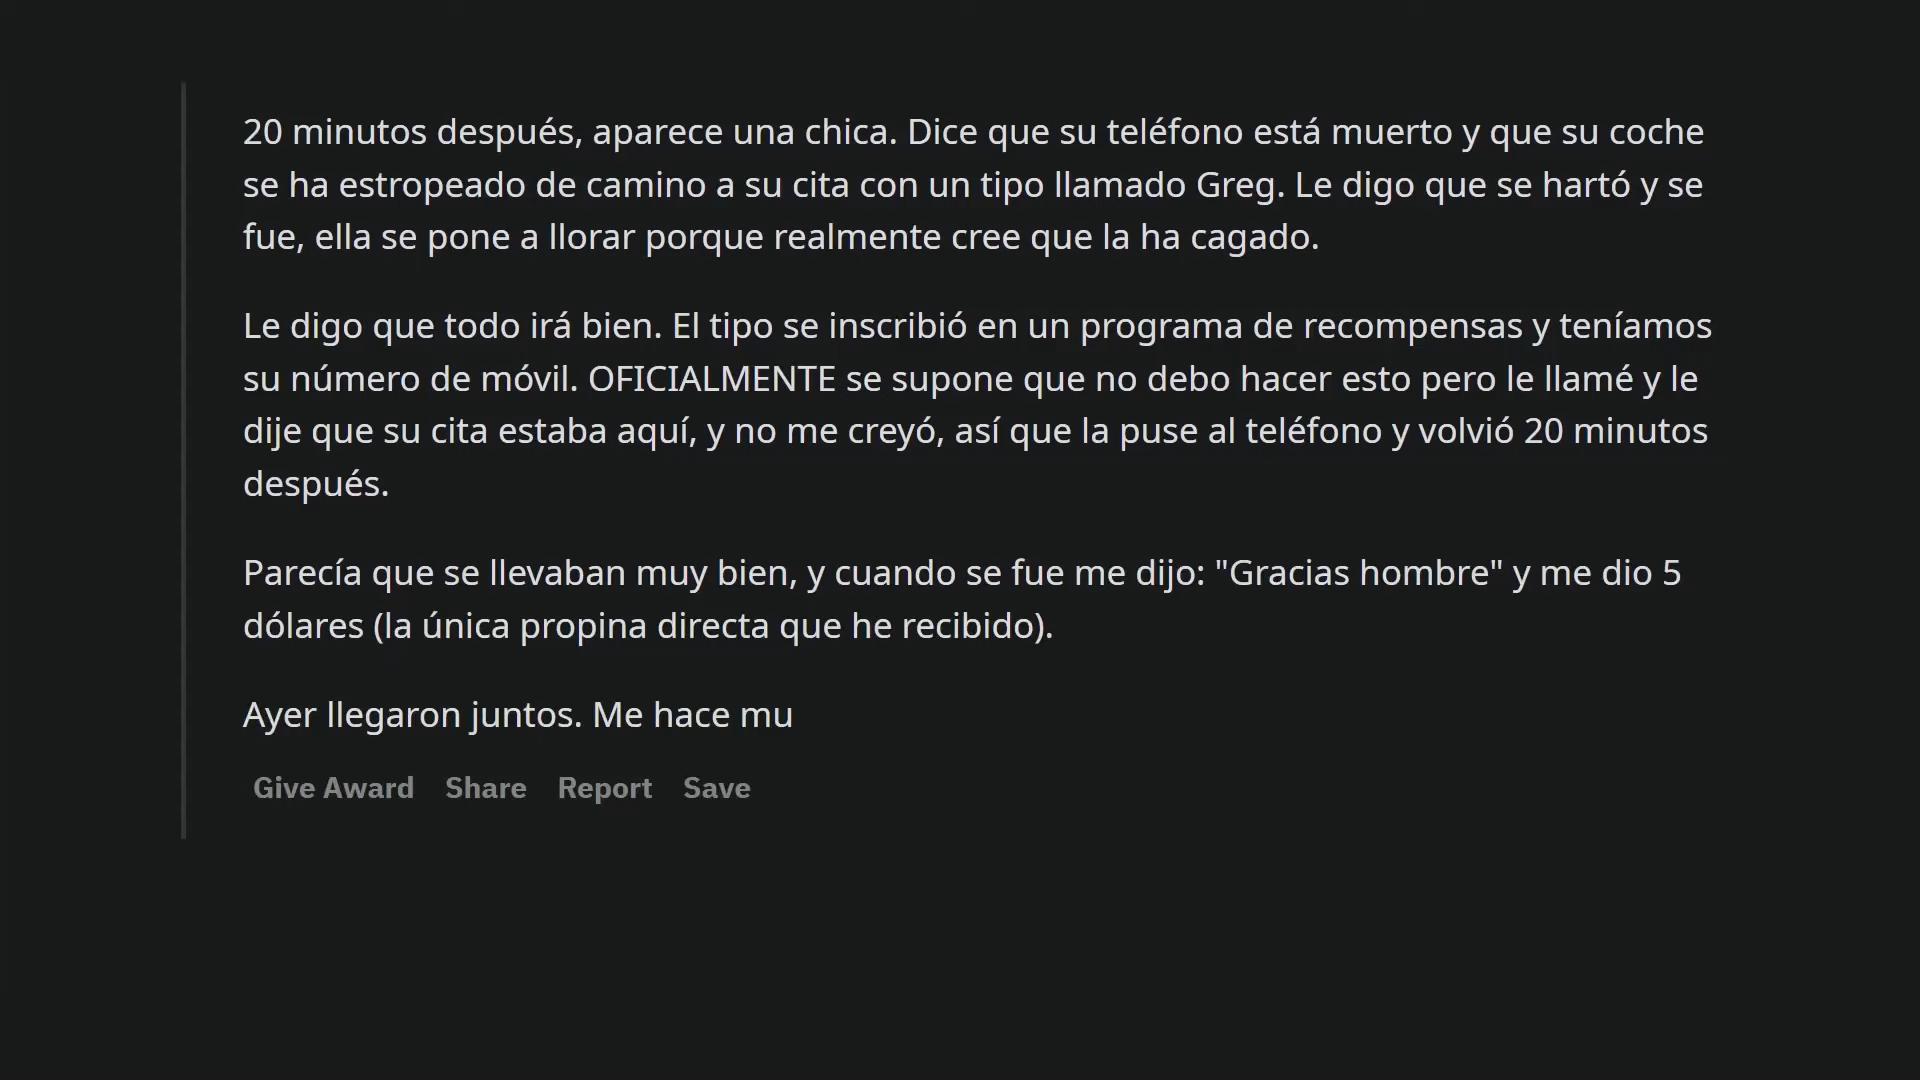 20 minutos después, aparece una chica. Dice que su teléfono está muerto y que su coche
se ha estropeado de camino a su cita con un tipo llamado Greg. Le digo que se hartó y se
fue, ella se pone a llorar porque realmente cree que la ha cagado.
Le digo que todo irá bien. El tipo se inscribió en un programa de recompensas y teníamos
su número de móvil. OFICIALMENTE se supone que no debo hacer esto pero le llamé y le
dije que su cita estaba aquí, y no me creyó, así que la puse al teléfono y volvió 20 minutos
después.
Parecía que se llevaban muy bien, y cuando se fue me dijo: "Gracias hombre" y me dio 5
dólares (la única propina directa que he recibido).
Ayer llegaron juntos. Me hace mu
Give Award Share Report Save